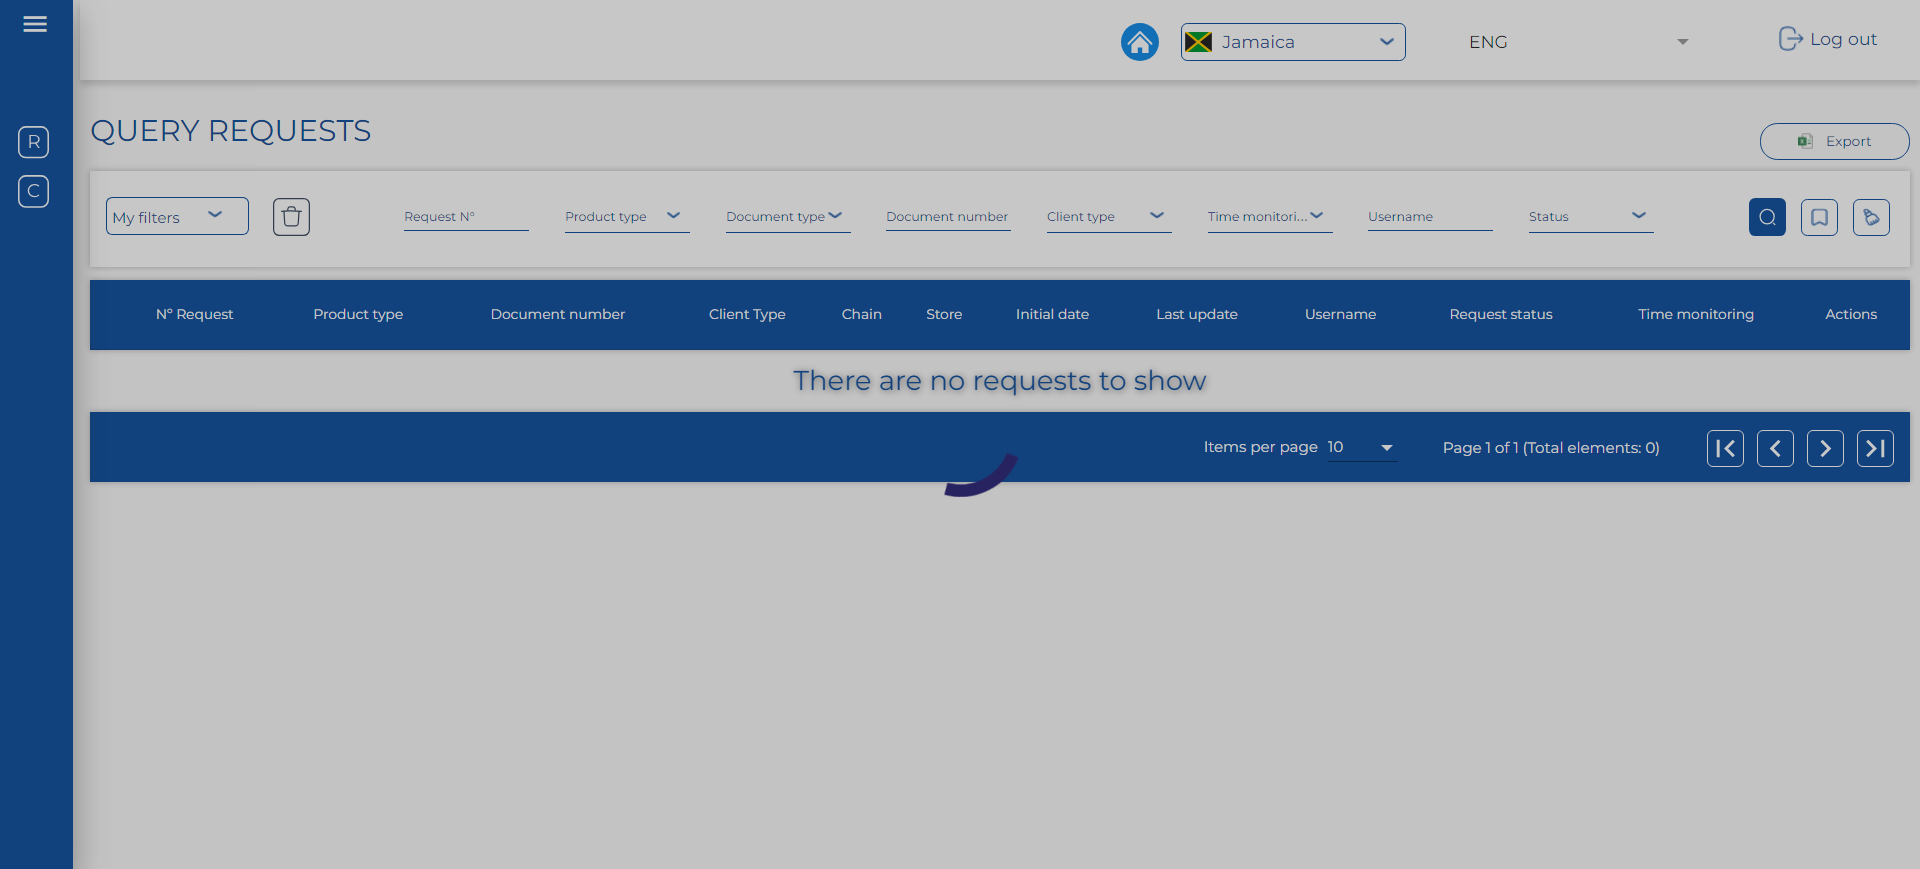 Jamaica
ENG
Log out
QUERY REQUESTS
Export
R
C
My filters
Request N°
Product type
Document type
Document number
Client type
Time monitori...
Username
Status
Nº Request
Product type
Document number
Client Type
Chain
Store
Initial date
Last update
Username
Request status
Time monitoring
Actions
There are no requests to show
Items per page 10
Page 1 of 1 (Total elements: 0)